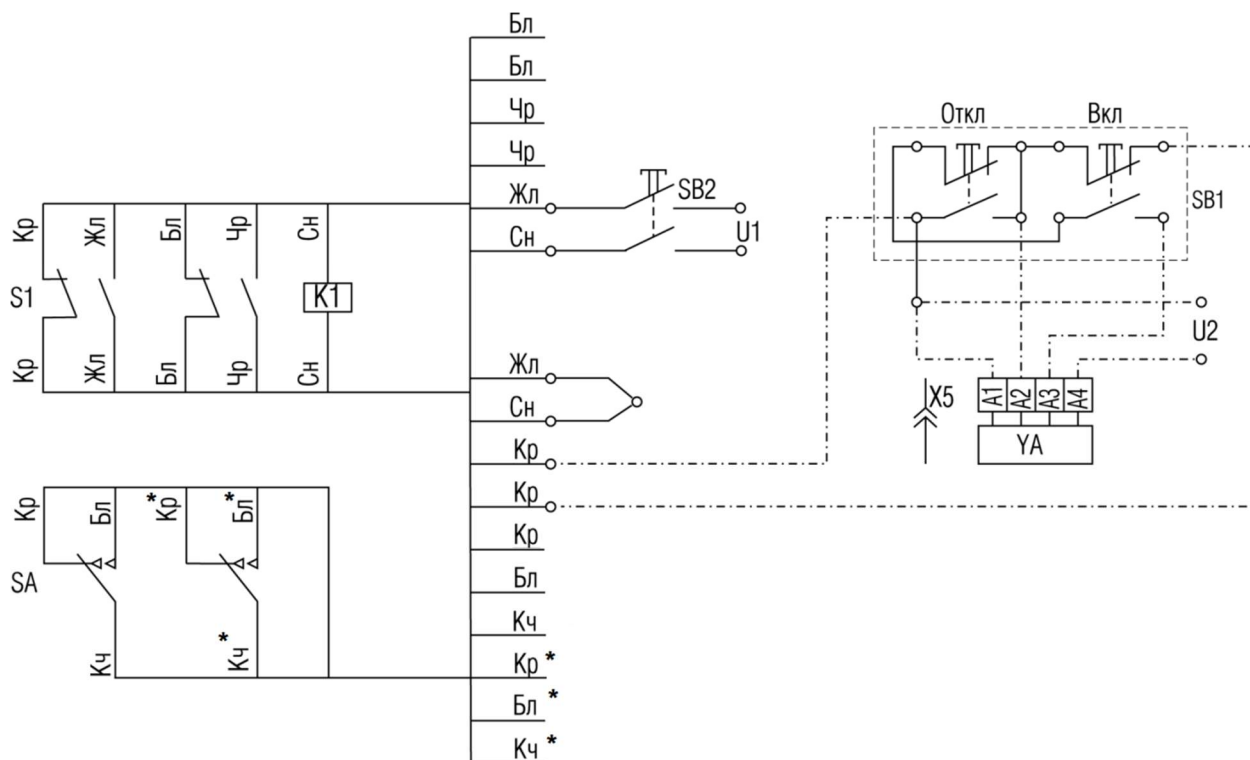 Бл
Бл
Чр
Чр
Откл Вкл
Жл SB2
Сн U1
SB1
Кр Жл Бл Чр Сн
S1 K1
Кр Жл Бл Чр Сн
U2
Жл
Сн
X5 A1 A2 A3 A4
YA
Кр
Кр
Кр Бл *Кр *Бл
SA
Кр
Бл
Кч *Кч
Кч
Кр *
Бл *
Кч *